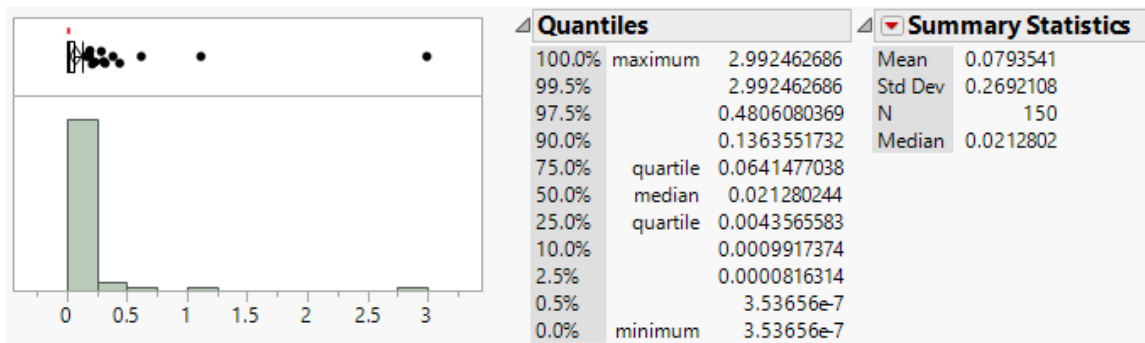 Quantiles
100.0% maximum 2.992462686
99.5% 2.992462686
97.5% 0.4806080369
90.0% 0.1363551732
75.0% quartile 0.0641477038
50.0% median 0.021280244
25.0% quartile 0.0043565583
10.0% 0.0009917374
2.5% 0.0000816314
0.5% 3.53656e-7
0.0% minimum 3.53656e-7
Summary Statistics
Mean 0.0793541
Std Dev 0.2692108
N 150
Median 0.0212802
0 0.5 1 1.5 2 2.5 3